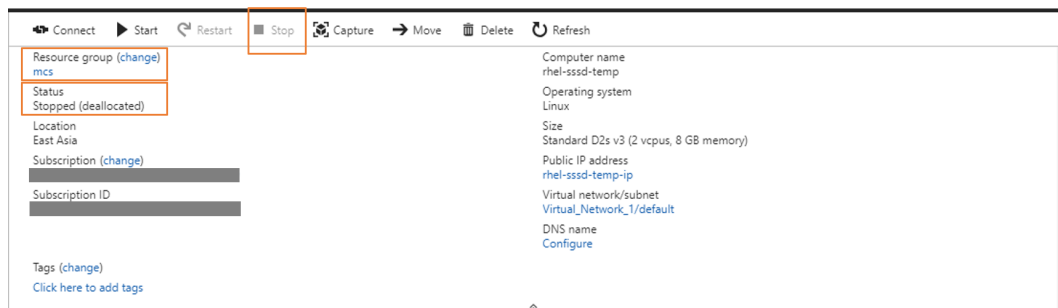 Connect Start Restart Stop Capture Move Delete Refresh
Resource group (change)
mcs
Status
Stopped (deallocated)
Location
East Asia
Subscription (change)
Subscription ID
Tags (change)
Click here to add tags
Computer name
rhel-sssd-temp
Operating system
Linux
Size
Standard D2s v3 (2 vcpus, 8 GB memory)
Public IP address
rhel-sssd-temp-ip
Virtual network/subnet
Virtual_Network_1/default
DNS name
Configure